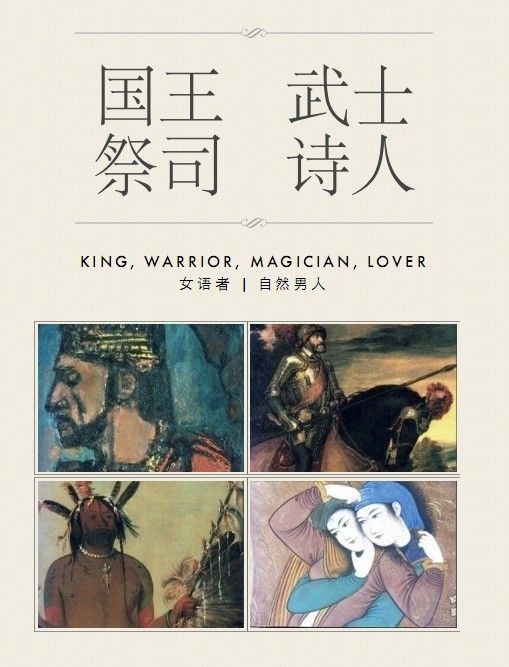 国王 武士
祭司 诗人
KING, WARRIOR, MAGICIAN, LOVER
女语者 | 自然男人